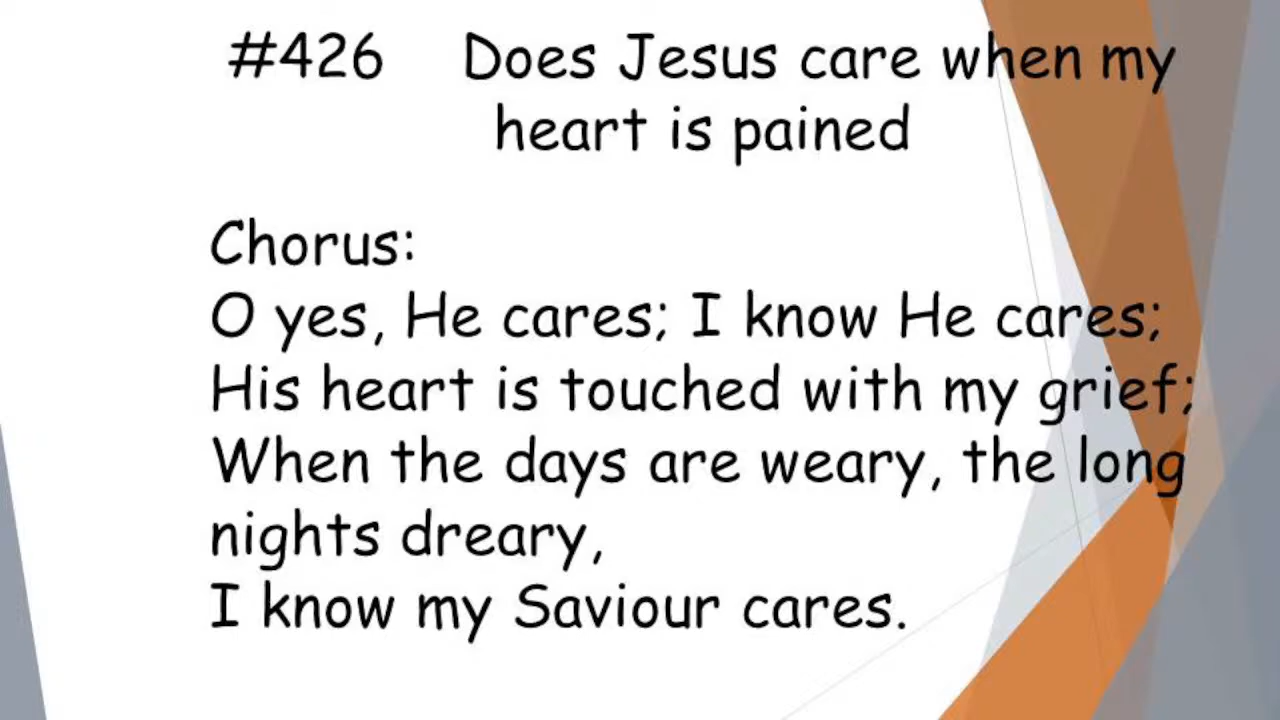 #426 Does Jesus care when my
heart is pained
Chorus:
O yes, He cares; I know He cares;
His heart is touched with my grief;
When the days are weary, the long
nights dreary,
I know my Saviour cares.